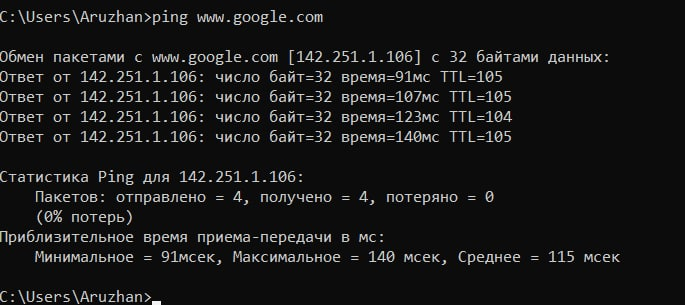 C:\Users\Aruzhan>ping www.google.com
Обмен пакетами с www.google.com [142.251.1.106] с 32 байтами данных:
Ответ от 142.251.1.106: число байт=32 время=91мс TTL=105
Ответ от 142.251.1.106: число байт=32 время=107мс TTL=105
Ответ от 142.251.1.106: число байт=32 время=123мс TTL=104
Ответ от 142.251.1.106: число байт=32 время=140мс TTL=105
Статистика Ping для 142.251.1.106:
Пакетов: отправлено = 4, получено = 4, потеряно = 0
(0% потерь)
Приблизительное время приема-передачи в мс:
Минимальное = 91мсек, Максимальное = 140 мсек, Среднее = 115 мсек
C:\Users\Aruzhan>